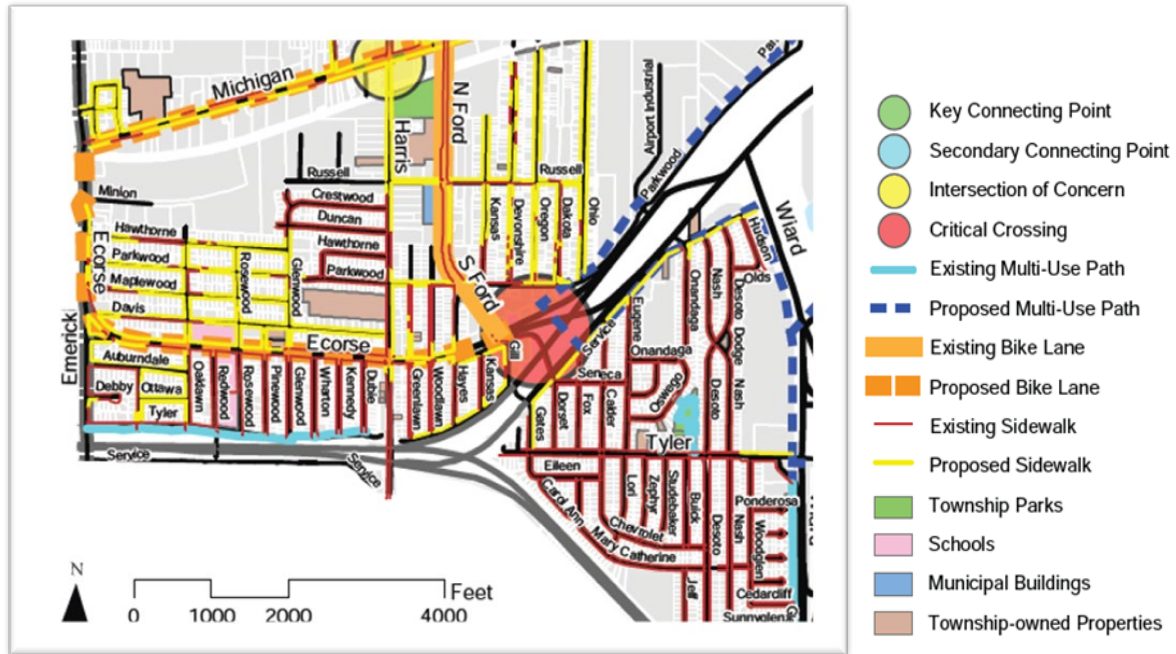 Michigan
N Ford
Harris
Airport Industrial
Parkwood
Wiard
Russell
Russell
Minion
Crestwood
Duncan
Hawthorne
Hawthorne
Parkwood
Parkwood
Maplewood
Davis
Ecorse
Rosewood
Glenwood
Kansas
Devonshire
Oregon
Dakota
Ohio
S Ford
Hudson
Olds
Onandaga
Nash
Desoto
Dodge
Eugene
Service
Emerick
Ecorse
Gill
Auburndale
Debby
Ottawa
Tyler
Oaklawn
Redwood
Rosewood
Pinewood
Glenwood
Wharton
Kennedy
Dubie
Greenlawn
Woodlawn
Hayes
Kansas
Onandaga
Seneca
Oswego
Desoto
Nash
Gates
Dorset
Fox
Calder
Tyler
Service
Service
Eileen
Carol Ann
Lori
Zephyr
Studebaker
Buick
Desoto
Nash
Ponderosa
Woodglen
Chevrolet
Mary Catherine
Jeff
Cedarcliff
Sunnyglen
N
0 1000 2000 4000
Feet
Key Connecting Point
Secondary Connecting Point
Intersection of Concern
Critical Crossing
Existing Multi-Use Path
Proposed Multi-Use Path
Existing Bike Lane
Proposed Bike Lane
Existing Sidewalk
Proposed Sidewalk
Township Parks
Schools
Municipal Buildings
Township-owned Properties